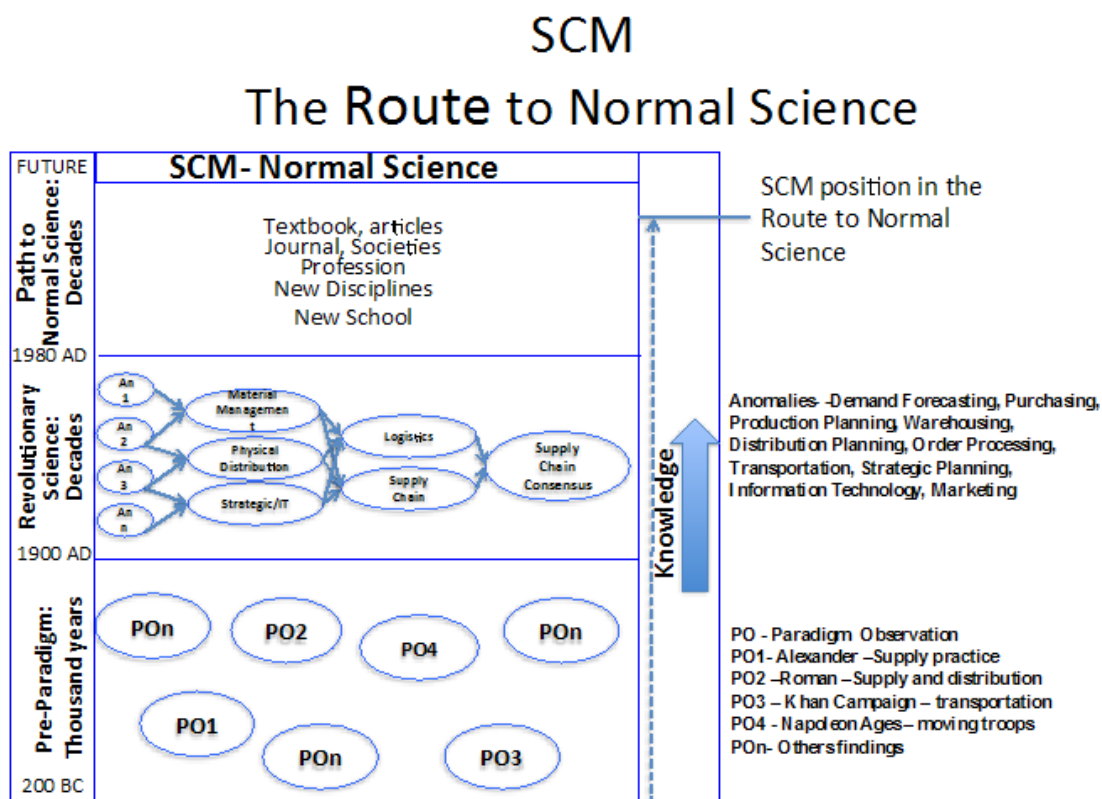 SCM
The Route to Normal Science
FUTURE
SCM- Normal Science
Path to
Normal Science:
Decades
Textbook, articles
Journal, Societies
Profession
New Disciplines
New School
SCM position in the
Route to Normal
Science
1980 AD
Revolutionary
Science:
Decades
An
1
An
2
An
3
An
n
Material
Managemen
t
Physical
Distribution
Strategic/IT
Logistics
Supply
Chain
Supply
Chain
Consensus
Knowledge
Anomalies- -Demand Forecasting, Purchasing,
Production Planning, Warehousing,
Distribution Planning, Order Processing,
Transportation, Strategic Planning,
Information Technology, Marketing
1900 AD
Pre-Paradigm:
Thousand years
POn
PO2
PO4
POn
PO1
POn
PO3
PO - Paradigm Observation
PO1- Alexander –Supply practice
PO2 –Roman –Supply and distribution
PO3 – Khan Campaign – transportation
PO4 - Napoleon Ages– moving troops
POn- Others findings
200 BC